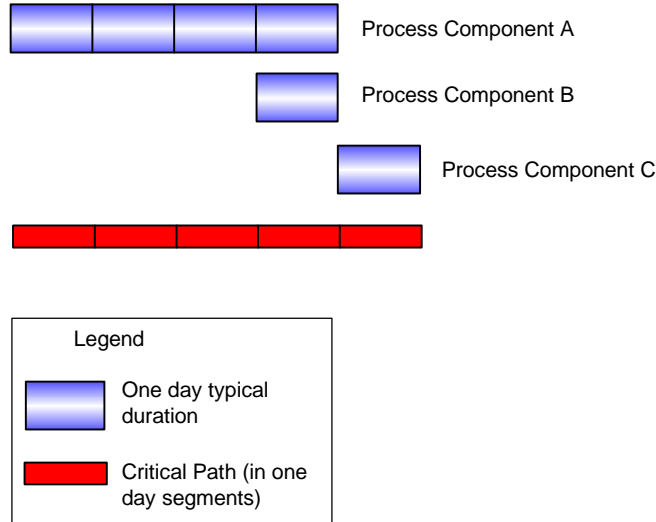 Process Component A
Process Component B
Process Component C
Legend
One day typical
duration
Critical Path (in one
day segments)